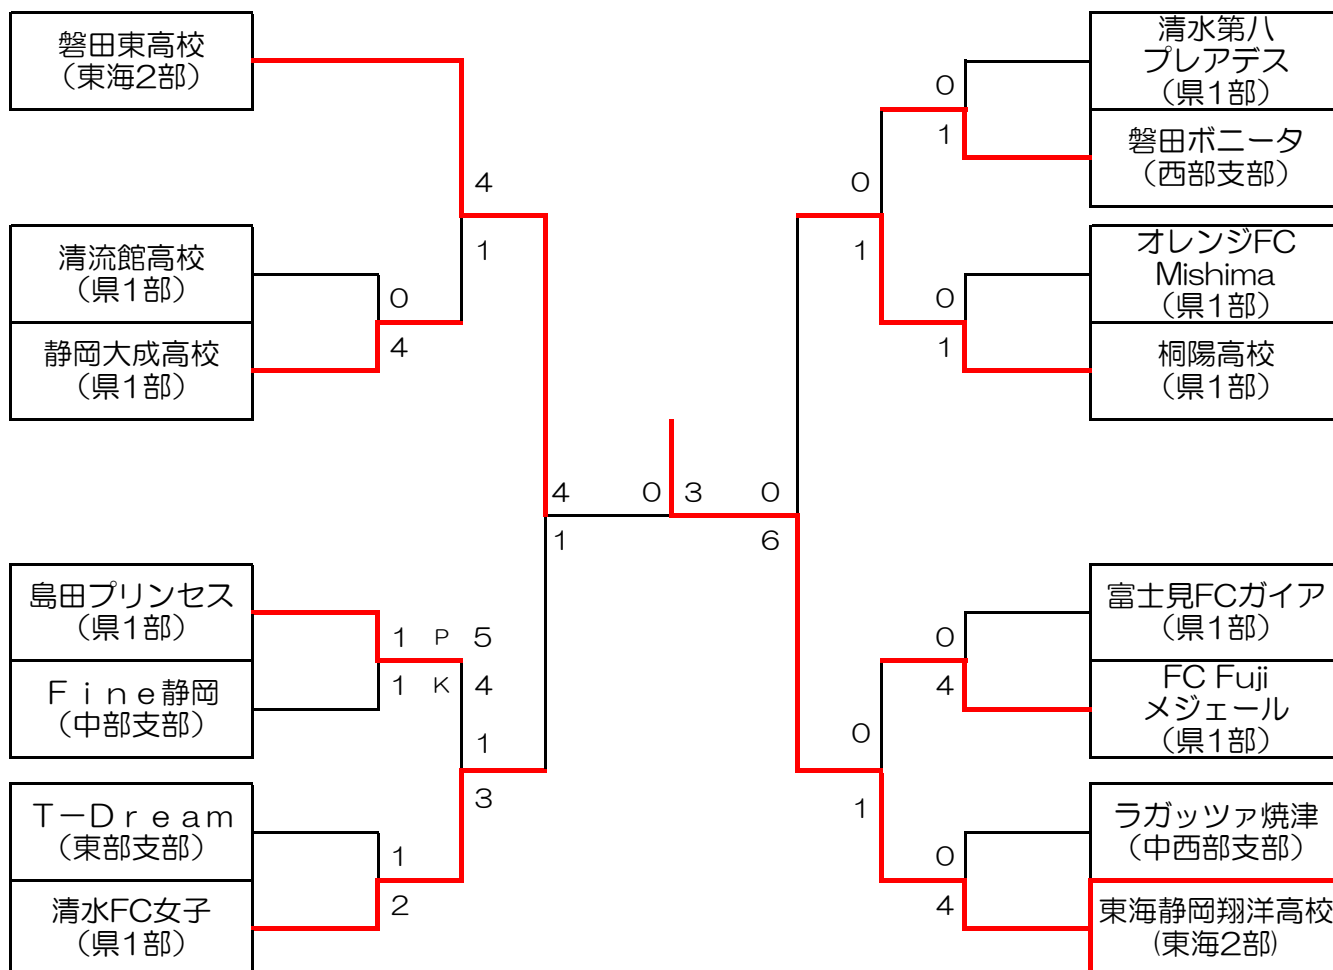 磐田東高校
（東海2部）
4
清流館高校
（県1部）
0
1
静岡大成高校
（県1部）
4
4
0
3
0
1
6
島田プリンセス
（県1部）
1 P 5
Fine静岡
（中部支部）
1 K 4
1
T－Dream
（東部支部）
3
1
清水FC女子
（県1部）
2
清水第八
プレアデス
（県1部）
0
磐田ボニータ
（西部支部）
1
0
オレンジFC
Mishima
（県1部）
1
0
桐陽高校
（県1部）
1
富士見FCガイア
（県1部）
0
FC Fuji
メジェール
（県1部）
4
0
ラガッツァ焼津
（中西部支部）
1
0
東海静岡翔洋高校
(東海2部)
4